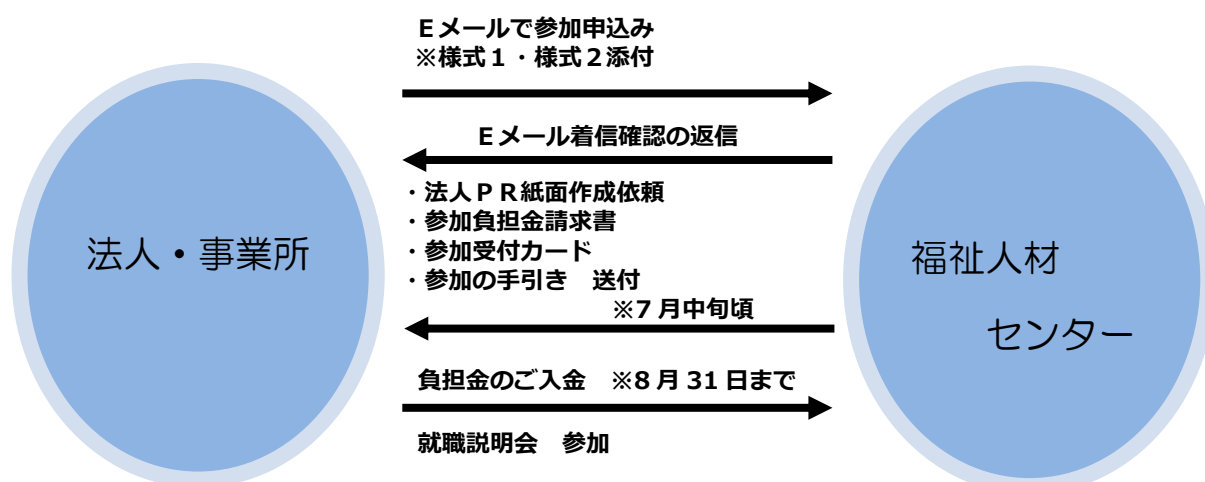 Ｅメールで参加申込み
※様式１・様式２添付
Ｅメール着信確認の返信
・法人ＰＲ紙面作成依頼
・参加負担金請求書
・参加受付カード
・参加の手引き　送付
※7月中旬頃
負担金のご入金　※8月31日まで
就職説明会　参加
法人・事業所
福祉人材
センター